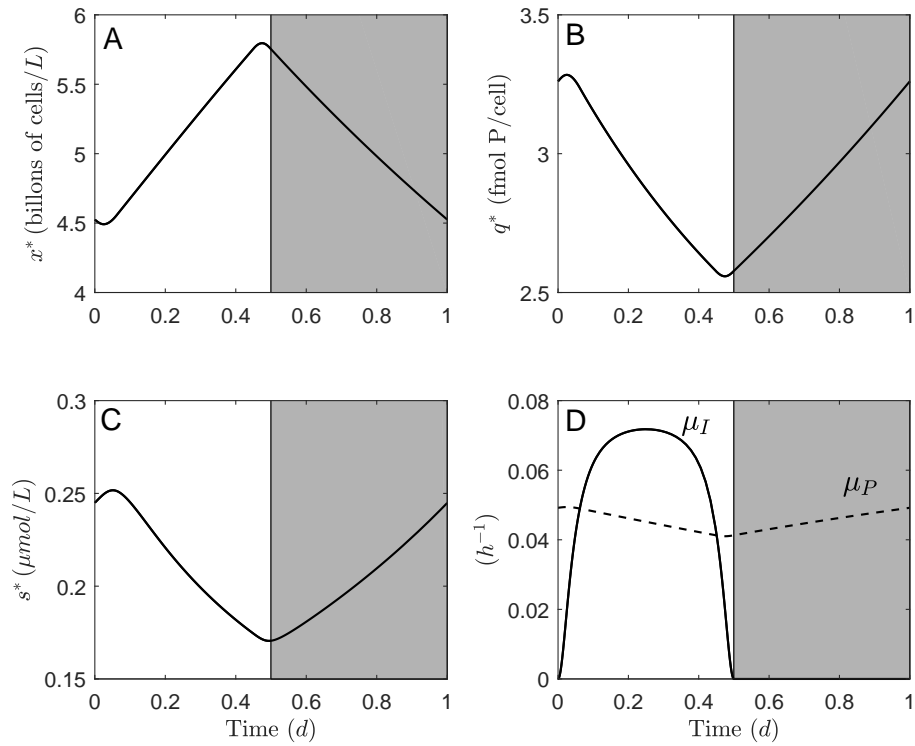 A
x* (billons of cells/L)
6
5.5
5
4.5
4
0 0.2 0.4 0.6 0.8 1
B
q* (fmol P/cell)
3.5
3
2.5
0 0.2 0.4 0.6 0.8 1
C
s* (μmol/L)
0.3
0.25
0.2
0.15
0 0.2 0.4 0.6 0.8 1
Time (d)
D
μ_I
μ_P
(h⁻¹)
0.08
0.06
0.04
0.02
0
0 0.2 0.4 0.6 0.8 1
Time (d)